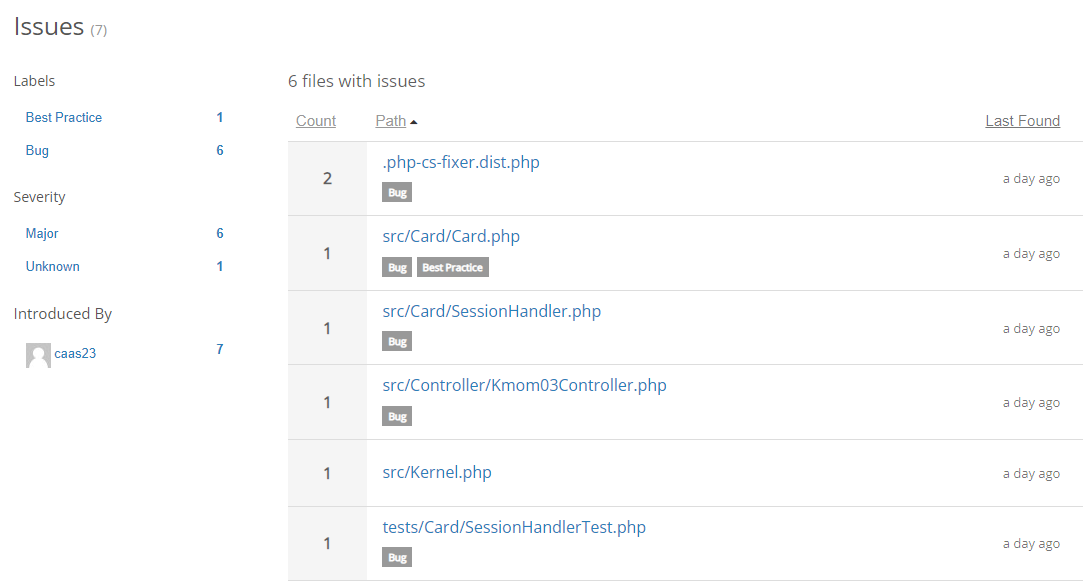 Issues (7)
Labels
Best Practice 1
Bug 6
Severity
Major 6
Unknown 1
Introduced By
caas23 7
6 files with issues
Count Path Last Found
2 .php-cs-fixer.dist.php a day ago
Bug
1 src/Card/Card.php a day ago
Bug Best Practice
1 src/Card/SessionHandler.php a day ago
Bug
1 src/Controller/Kmom03Controller.php a day ago
Bug
1 src/Kernel.php a day ago
1 tests/Card/SessionHandlerTest.php a day ago
Bug